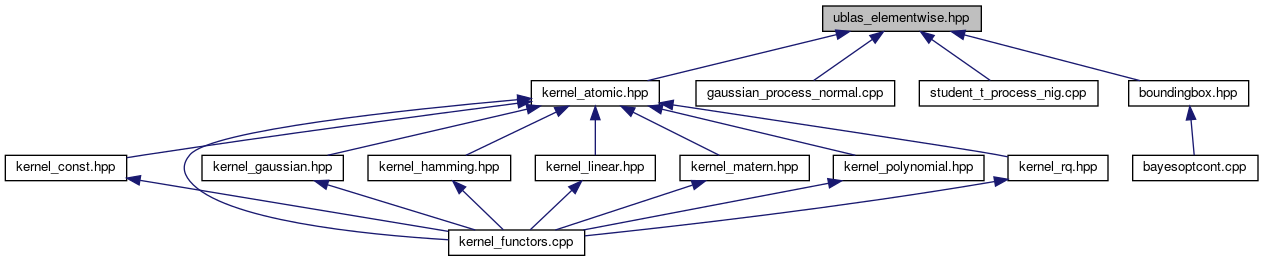 ublas_elementwise.hpp
kernel_atomic.hpp
gaussian_process_normal.cpp
student_t_process_nig.cpp
boundingbox.hpp
kernel_const.hpp
kernel_gaussian.hpp
kernel_hamming.hpp
kernel_linear.hpp
kernel_matern.hpp
kernel_polynomial.hpp
kernel_rq.hpp
bayesoptcont.cpp
kernel_functors.cpp